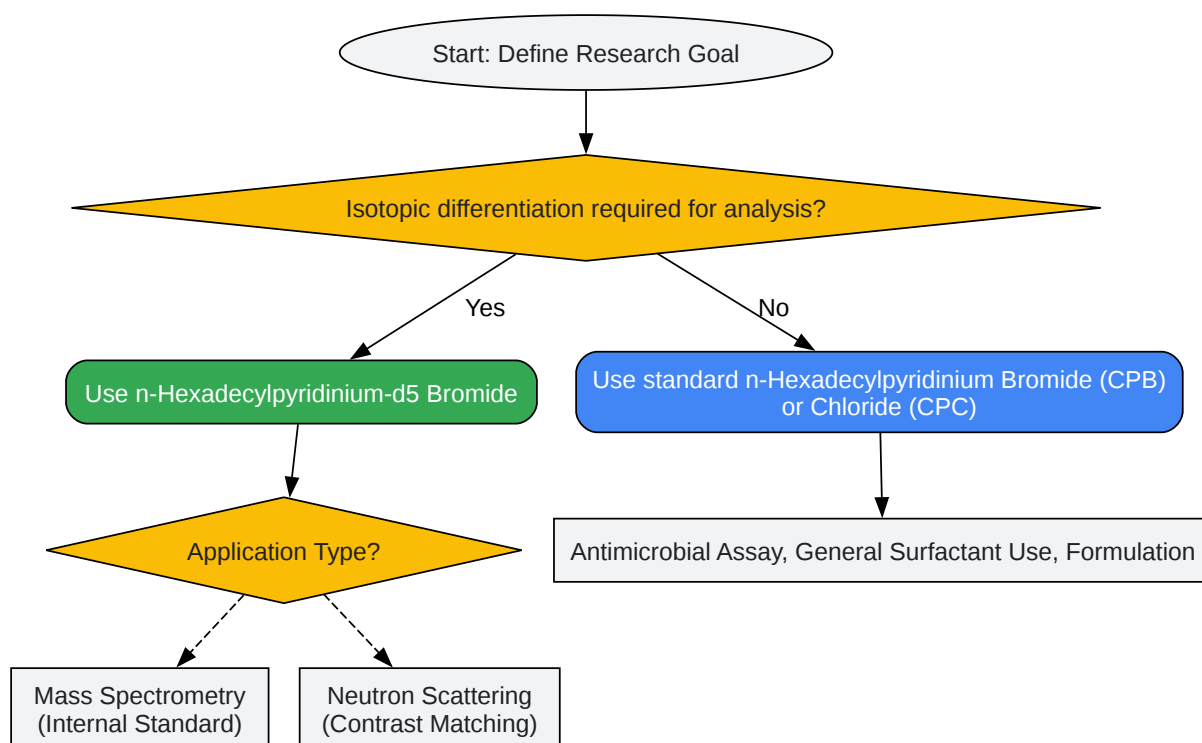 Start: Define Research Goal
Isotopic differentiation required for analysis?
Yes
No
Use n-Hexadecylpyridinium-d5 Bromide
Use standard n-Hexadecylpyridinium Bromide (CPB)
or Chloride (CPC)
Application Type?
Antimicrobial Assay, General Surfactant Use, Formulation
Mass Spectrometry
(Internal Standard)
Neutron Scattering
(Contrast Matching)